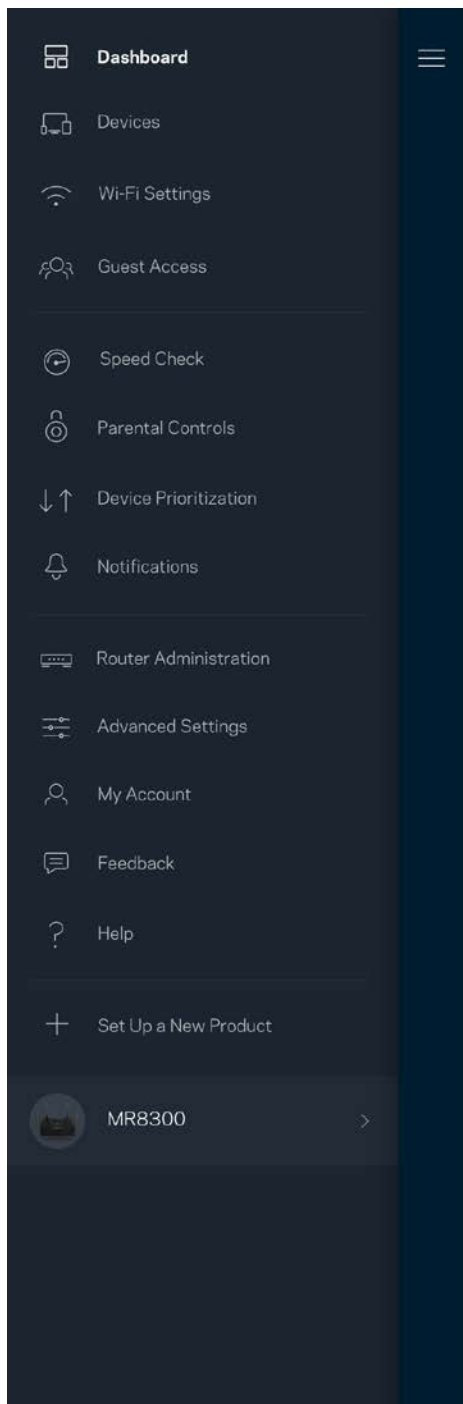 Dashboard
Devices
Wi-Fi Settings
Guest Access
Speed Check
Parental Controls
Device Prioritization
Notifications
Router Administration
Advanced Settings
My Account
Feedback
Help
Set Up a New Product
MR8300